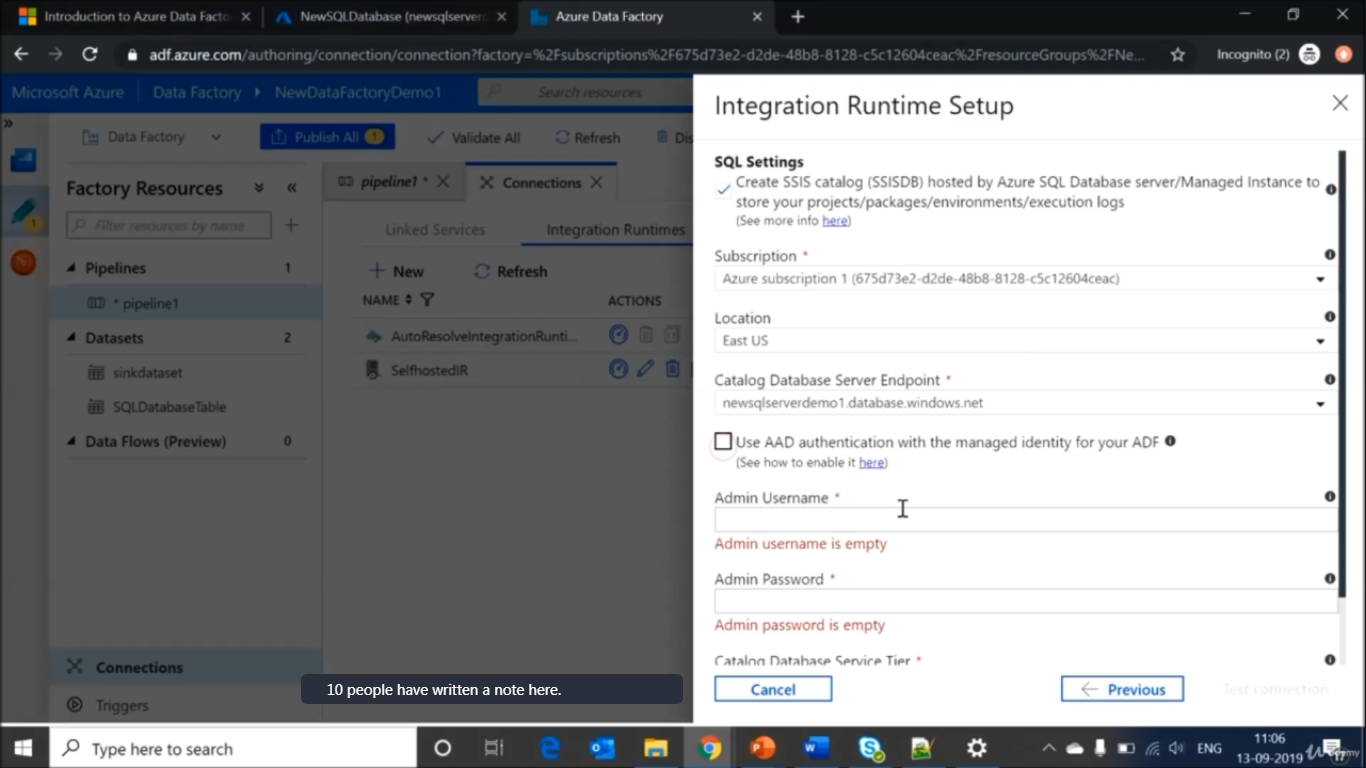 Introduction to Azure Data Facto
NewSQLDatabase (newsqlserver
Azure Data Factory
adf.azure.com/authoring/connection/connection?factory=%2Fsubscriptions%2F675d73e2-d2de-48b8-8128-c5c12604ceac%2FresourceGroups%2FNe...
Incognito (2)
Microsoft Azure
Data Factory
NewDataFactoryDemo1
Search resources
Data Factory
Publish All
1
Validate All
Refresh
Dis
1
Factory Resources
Filter resources by name
Pipelines 1
* pipeline1
Datasets 2
sinkdataset
SQLDatabaseTable
Data Flows (Preview) 0
Connections
Triggers
pipeline1 *
Connections
Linked Services
Integration Runtimes
New
Refresh
NAME
ACTIONS
AutoResolveIntegrationRunti...
SelfhostedIR
Integration Runtime Setup
SQL Settings
Create SSIS catalog (SSISDB) hosted by Azure SQL Database server/Managed Instance to
store your projects/packages/environments/execution logs
(See more info here)
Subscription *
Azure subscription 1 (675d73e2-d2de-48b8-8128-c5c12604ceac)
Location
East US
Catalog Database Server Endpoint *
newsqlserverdemo1.database.windows.net
Use AAD authentication with the managed identity for your ADF
(See how to enable it here)
Admin Username *
Admin username is empty
Admin Password *
Admin password is empty
Catalog Database Service Tier *
Cancel
Previous
Test connection
10 people have written a note here.
Type here to search
ENG
11:06
13-09-2019
17